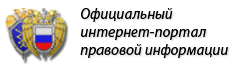 Официальный
интернет-портал
правовой информации